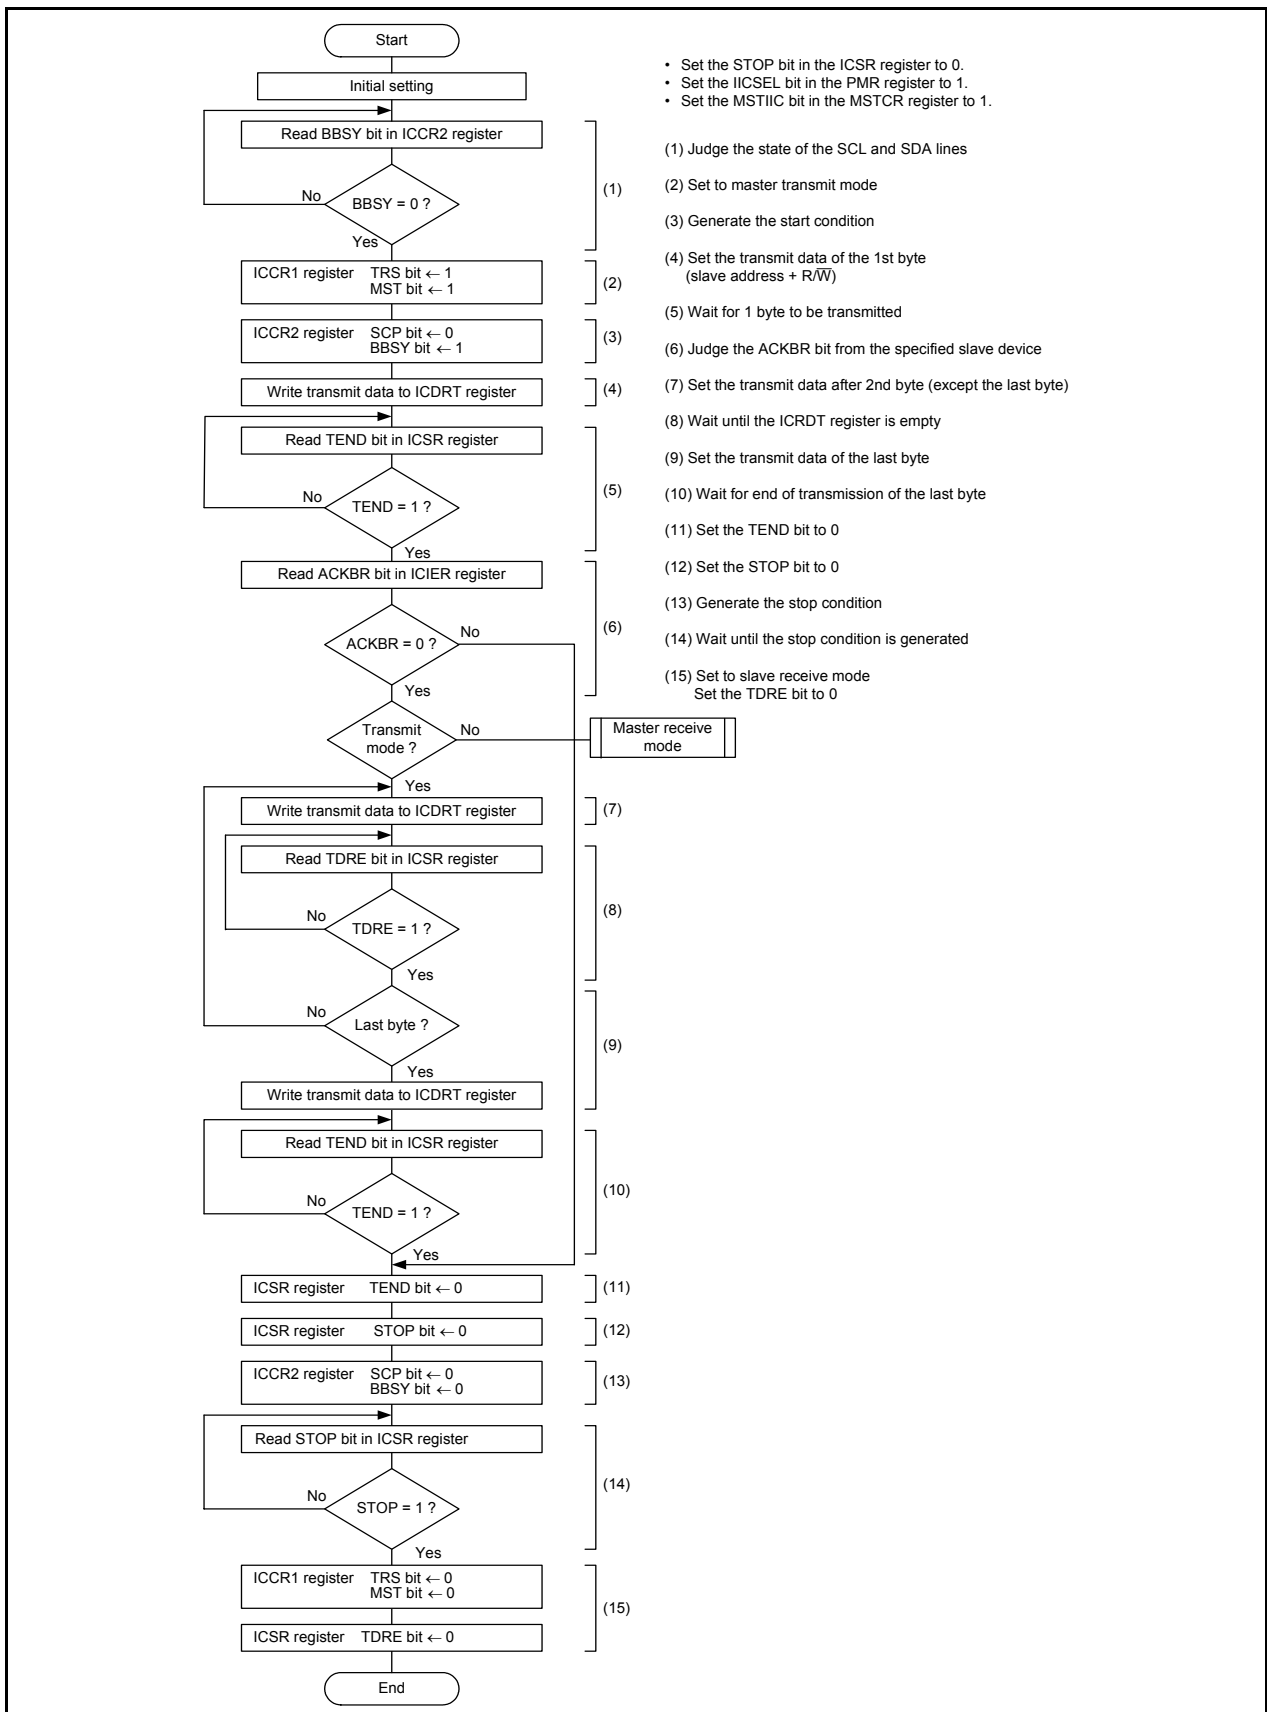 Start
Initial setting
Read BBSY bit in ICCR2 register
BBSY = 0 ?
No
Yes
(1)
ICCR1 register TRS bit ← 1
MST bit ← 1
(2)
ICCR2 register SCP bit ← 0
BBSY bit ← 1
(3)
Write transmit data to ICDRT register
(4)
Read TEND bit in ICSR register
No
TEND = 1 ?
(5)
Yes
Read ACKBR bit in ICIER register
ACKBR = 0 ?
No
(6)
Yes
Transmit
mode ?
No
Master receive
mode
Yes
Write transmit data to ICDRT register
(7)
Read TDRE bit in ICSR register
No
TDRE = 1 ?
(8)
Yes
No
Last byte ?
(9)
Yes
Write transmit data to ICDRT register
Read TEND bit in ICSR register
No
TEND = 1 ?
(10)
Yes
ICSR register TEND bit ← 0
(11)
ICSR register STOP bit ← 0
(12)
ICCR2 register SCP bit ← 0
BBSY bit ← 0
(13)
Read STOP bit in ICSR register
No
STOP = 1 ?
(14)
Yes
ICCR1 register TRS bit ← 0
MST bit ← 0
(15)
ICSR register TDRE bit ← 0
End
• Set the STOP bit in the ICSR register to 0.
• Set the IICSEL bit in the PMR register to 1.
• Set the MSTIIC bit in the MSTCR register to 1.
(1) Judge the state of the SCL and SDA lines
(2) Set to master transmit mode
(3) Generate the start condition
(4) Set the transmit data of the 1st byte
(slave address + R/W̅)
(5) Wait for 1 byte to be transmitted
(6) Judge the ACKBR bit from the specified slave device
(7) Set the transmit data after 2nd byte (except the last byte)
(8) Wait until the ICRDT register is empty
(9) Set the transmit data of the last byte
(10) Wait for end of transmission of the last byte
(11) Set the TEND bit to 0
(12) Set the STOP bit to 0
(13) Generate the stop condition
(14) Wait until the stop condition is generated
(15) Set to slave receive mode
Set the TDRE bit to 0